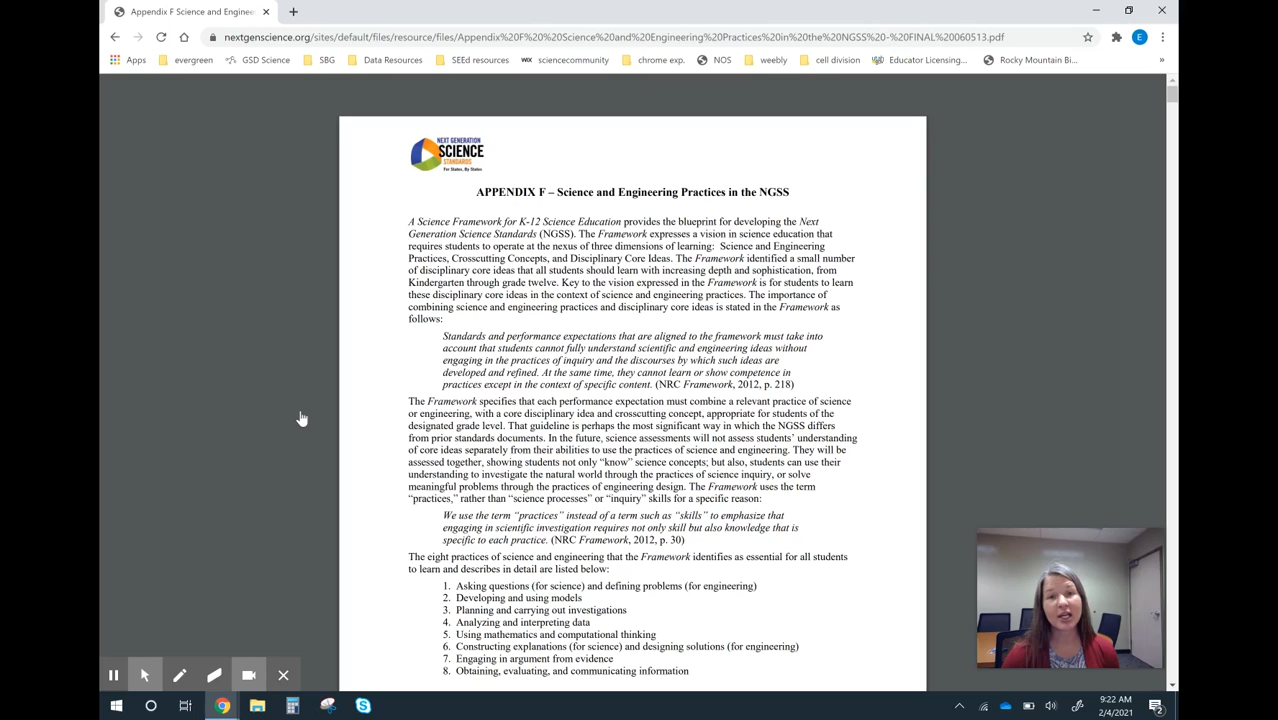 Appendix F Science and Enginee
nextgenscience.org/sites/default/files/resource/files/Appendix%20F%20%20Science%20and%20Engineering%20Practices%20in%20the%20NGSS%20-%20FINAL%20060513.pdf
E
Apps evergreen GSD Science SBG Data Resources SEEd resources WIX sciencecommunity chrome exp. NOS weebly cell division Educator Licensing... Rocky Mountain Bi... »
NEXT GENERATION
SCIENCE
STANDARDS
For States, By States
APPENDIX F – Science and Engineering Practices in the NGSS
A Science Framework for K-12 Science Education provides the blueprint for developing the Next
Generation Science Standards (NGSS). The Framework expresses a vision in science education that
requires students to operate at the nexus of three dimensions of learning: Science and Engineering
Practices, Crosscutting Concepts, and Disciplinary Core Ideas. The Framework identified a small number
of disciplinary core ideas that all students should learn with increasing depth and sophistication, from
Kindergarten through grade twelve. Key to the vision expressed in the Framework is for students to learn
these disciplinary core ideas in the context of science and engineering practices. The importance of
combining science and engineering practices and disciplinary core ideas is stated in the Framework as
follows:
Standards and performance expectations that are aligned to the framework must take into
account that students cannot fully understand scientific and engineering ideas without
engaging in the practices of inquiry and the discourses by which such ideas are
developed and refined. At the same time, they cannot learn or show competence in
practices except in the context of specific content. (NRC Framework, 2012, p. 218)
The Framework specifies that each performance expectation must combine a relevant practice of science
or engineering, with a core disciplinary idea and crosscutting concept, appropriate for students of the
designated grade level. That guideline is perhaps the most significant way in which the NGSS differs
from prior standards documents. In the future, science assessments will not assess students’ understanding
of core ideas separately from their abilities to use the practices of science and engineering. They will be
assessed together, showing students not only “know” science concepts; but also, students can use their
understanding to investigate the natural world through the practices of science inquiry, or solve
meaningful problems through the practices of engineering design. The Framework uses the term
“practices,” rather than “science processes” or “inquiry” skills for a specific reason:
We use the term “practices” instead of a term such as “skills” to emphasize that
engaging in scientific investigation requires not only skill but also knowledge that is
specific to each practice. (NRC Framework, 2012, p. 30)
The eight practices of science and engineering that the Framework identifies as essential for all students
to learn and describes in detail are listed below:
1. Asking questions (for science) and defining problems (for engineering)
2. Developing and using models
3. Planning and carrying out investigations
4. Analyzing and interpreting data
5. Using mathematics and computational thinking
6. Constructing explanations (for science) and designing solutions (for engineering)
7. Engaging in argument from evidence
8. Obtaining, evaluating, and communicating information
9:22 AM
2/4/2021
2